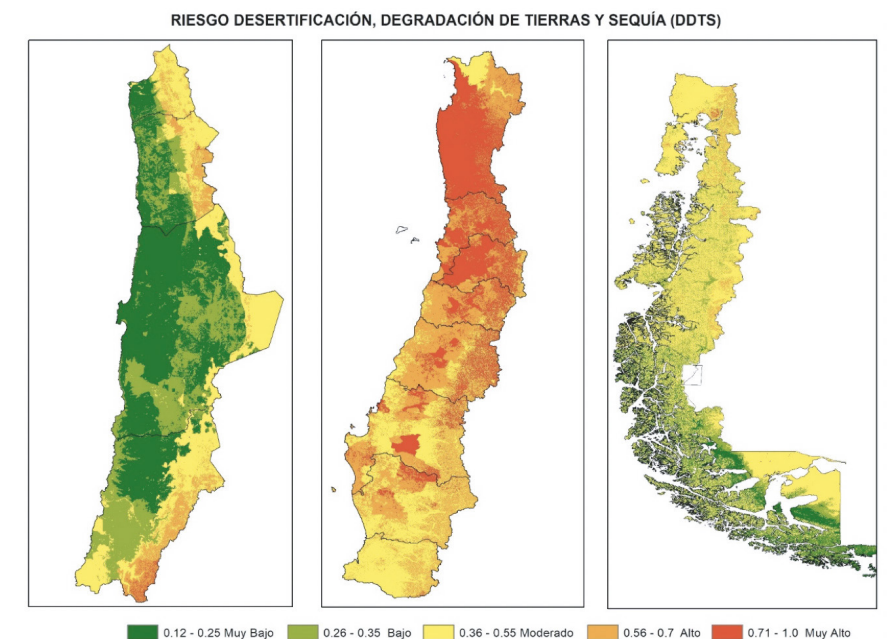 RIESGO DESERTIFICACIÓN, DEGRADACIÓN DE TIERRAS Y SEQUÍA (DDTS)
0.12 - 0.25 Muy Bajo 0.26 - 0.35 Bajo 0.36 - 0.55 Moderado 0.56 - 0.7 Alto 0.71 - 1.0 Muy Alto